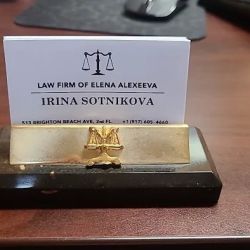 LAW FIRM OF ELENA ALEXEEVA
IRINA SOTNIKOVA
513 BRIGHTON BEACH AVE, 2nd FL. +1 (917) 605 4660